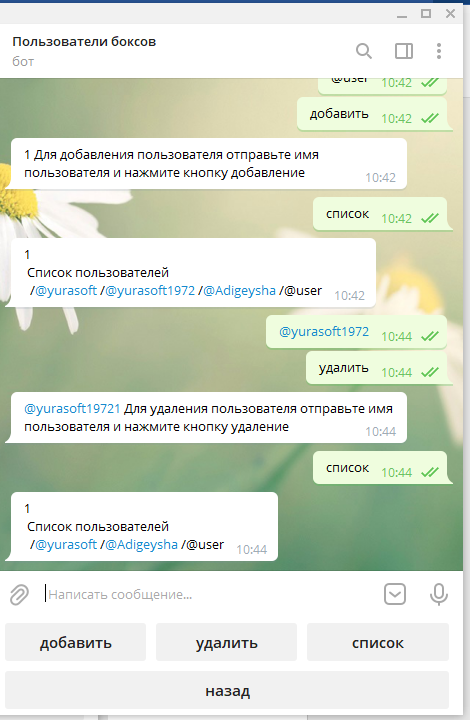 Пользователи боксов
бот
@user 10:42
добавить 10:42
1 Для добавления пользователя отправьте имя
пользователя и нажмите кнопку добавление
10:42
список 10:42
1
Список пользователей
/@yurasoft /@yurasoft1972 /@Adigeysha /@user 10:42
@yurasoft1972 10:44
удалить 10:44
@yurasoft19721 Для удаления пользователя отправьте имя
пользователя и нажмите кнопку удаление
10:44
список 10:44
1
Список пользователей
/@yurasoft /@Adigeysha /@user 10:44
Написать сообщение...
добавить удалить список
назад